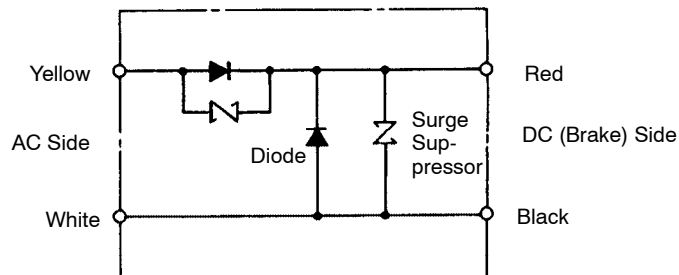 Yellow
Red
AC Side
Diode
Surge
Sup-
pressor
DC (Brake) Side
White
Black